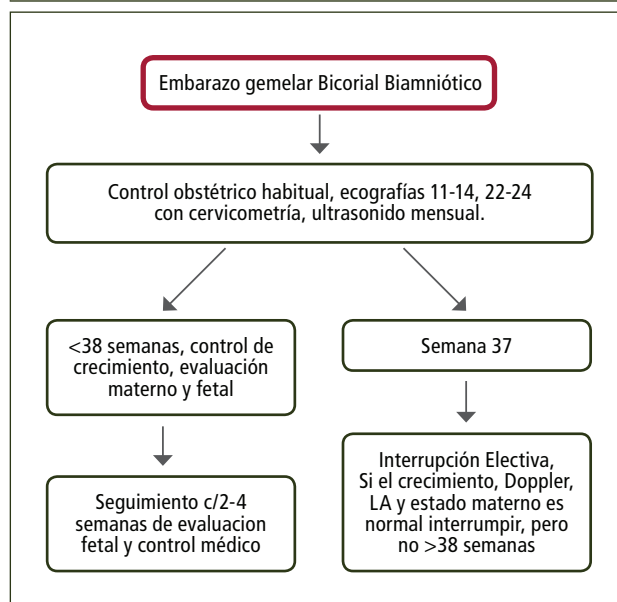 Embarazo gemelar Bicorial Biamniótico
Control obstétrico habitual, ecografías 11-14, 22-24
con cervicometría, ultrasonido mensual.
<38 semanas, control de
crecimiento, evaluación
materno y fetal
Semana 37
Seguimiento c/2-4
semanas de evaluacion
fetal y control médico
Interrupción Electiva,
Si el crecimiento, Doppler,
LA y estado materno es
normal interrumpir, pero
no >38 semanas